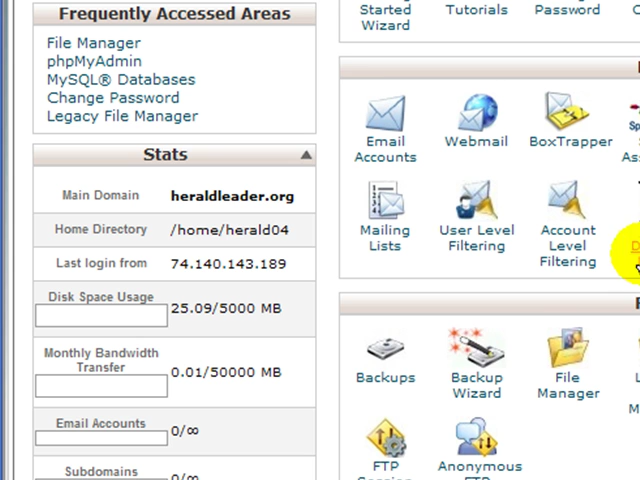 Frequently Accessed Areas
File Manager
phpMyAdmin
MySQL® Databases
Change Password
Legacy File Manager
Stats
Main Domain heraldleader.org
Home Directory /home/herald04
Last login from 74.140.143.189
Disk Space Usage
25.09/5000 MB
Monthly Bandwidth
Transfer
0.01/50000 MB
Email Accounts
0/∞
Subdomains
0/∞
Started
Wizard
Tutorials
Password
Email
Accounts
Webmail
BoxTrapper
Mailing
Lists
User Level
Filtering
Account
Level
Filtering
Backups
Backup
Wizard
File
Manager
FTP
Anonymous
FTP